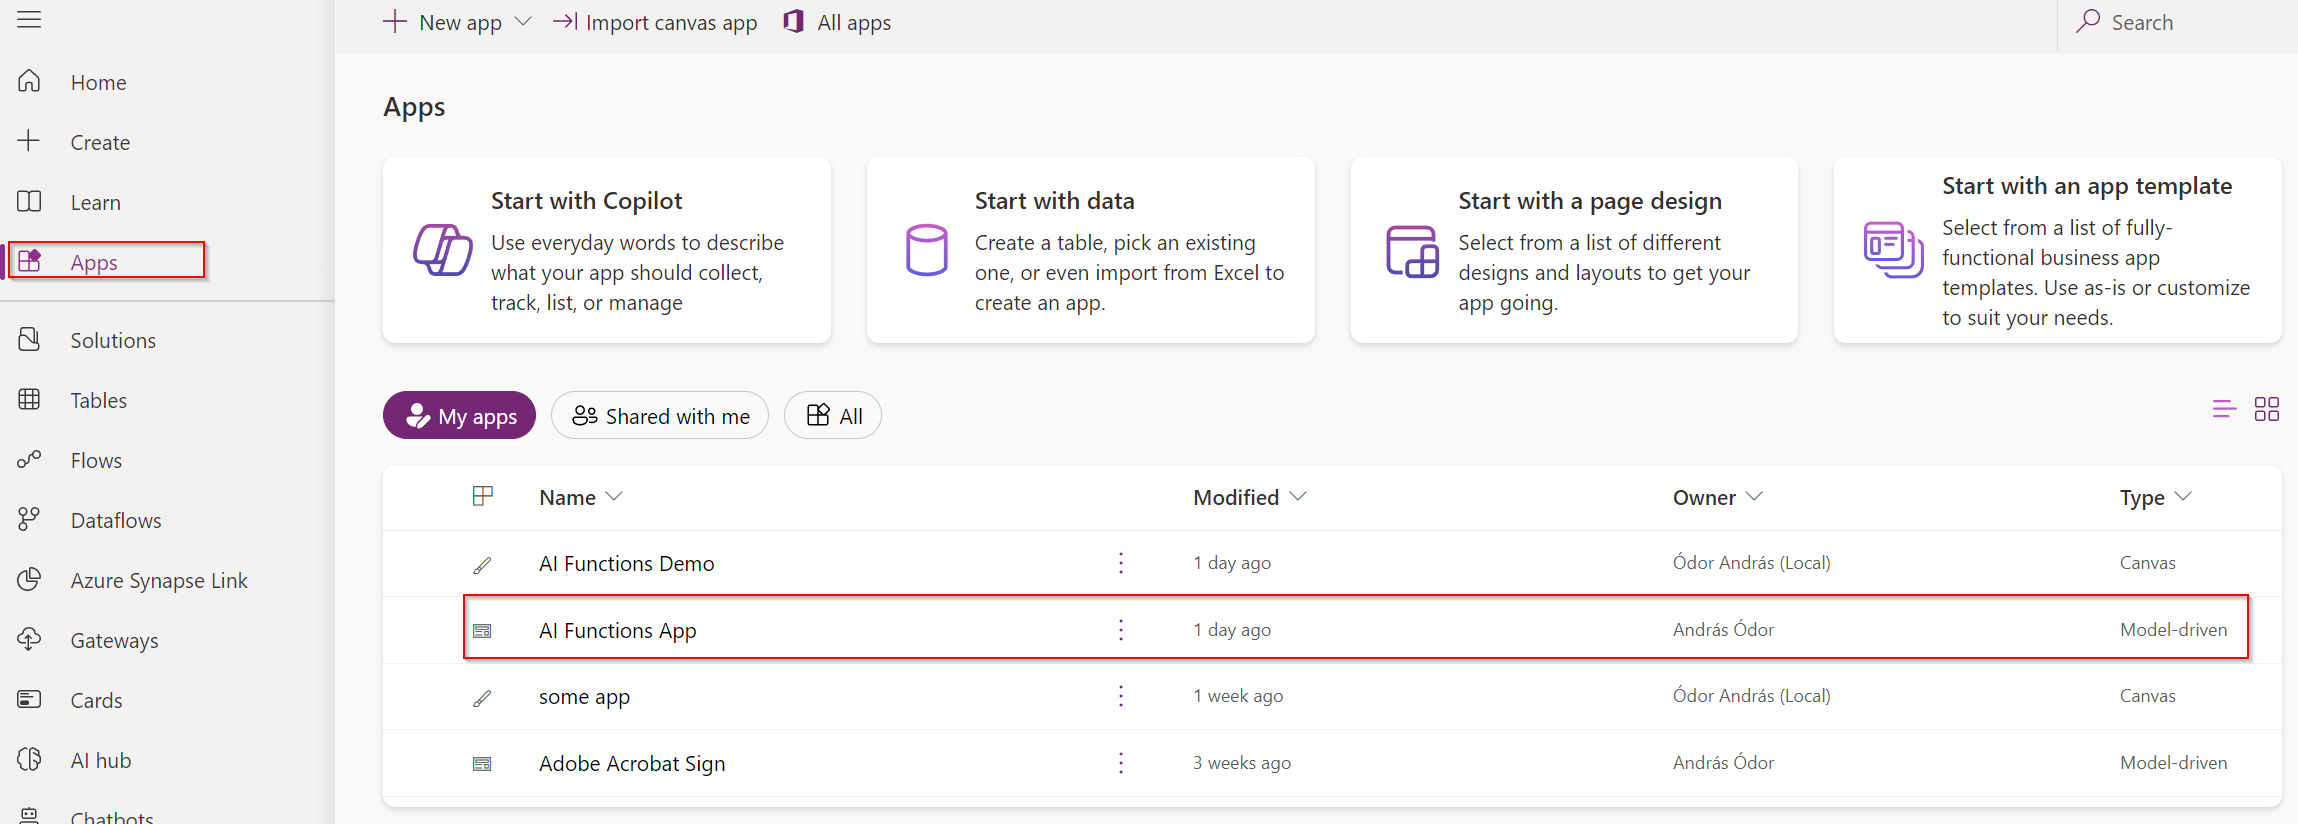 New app
Import canvas app
All apps
Search
Home
Create
Learn
Apps
Solutions
Tables
Flows
Dataflows
Azure Synapse Link
Gateways
Cards
AI hub
Chatbots
Apps
Start with Copilot
Use everyday words to describe
what your app should collect,
track, list, or manage
Start with data
Create a table, pick an existing
one, or even import from Excel to
create an app.
Start with a page design
Select from a list of different
designs and layouts to get your
app going.
Start with an app template
Select from a list of fully-
functional business app
templates. Use as-is or customize
to suit your needs.
My apps
Shared with me
All
Name
Modified
Owner
Type
AI Functions Demo
1 day ago
Ódor András (Local)
Canvas
AI Functions App
1 day ago
András Ódor
Model-driven
some app
1 week ago
Ódor András (Local)
Canvas
Adobe Acrobat Sign
3 weeks ago
András Ódor
Model-driven